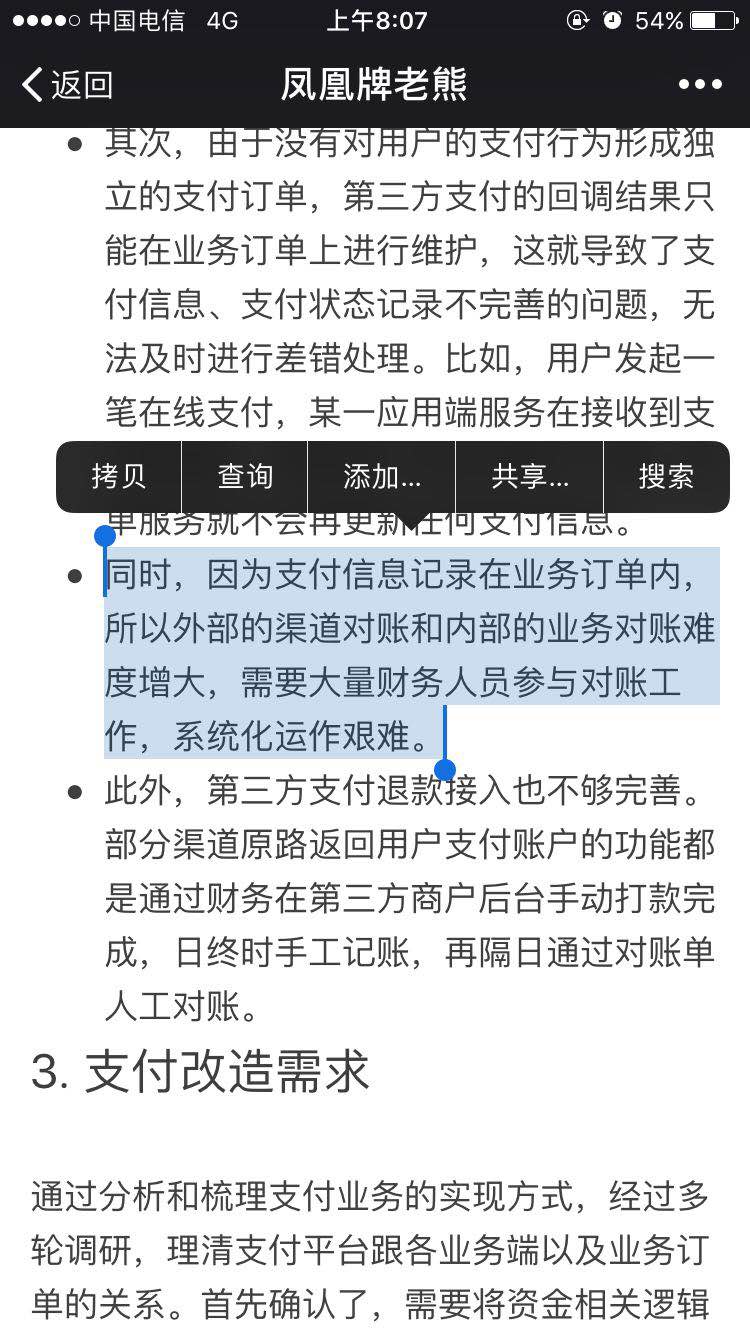 中国电信 4G 上午8:07 54%
返回 凤凰牌老熊
其次，由于没有对用户的支付行为形成独
立的支付订单，第三方支付的回调结果只
能在业务订单上进行维护，这就导致了支
付信息、支付状态记录不完善的问题，无
法及时进行差错处理。比如，用户发起一
笔在线支付，某一应用端服务在接收到支
拷贝 查询 添加... 共享... 搜索
单服务就不会再更新任何支付信息。
同时，因为支付信息记录在业务订单内，
所以外部的渠道对账和内部的业务对账难
度增大，需要大量财务人员参与对账工
作，系统化运作艰难。
此外，第三方支付退款接入也不够完善。
部分渠道原路返回用户支付账户的功能都
是通过财务在第三方商户后台手动打款完
成，日终时手工记账，再隔日通过对账单
人工对账。
3. 支付改造需求
通过分析和梳理支付业务的实现方式，经过多
轮调研，理清支付平台跟各业务端以及业务订
单的关系。首先确认了，需要将资金相关逻辑